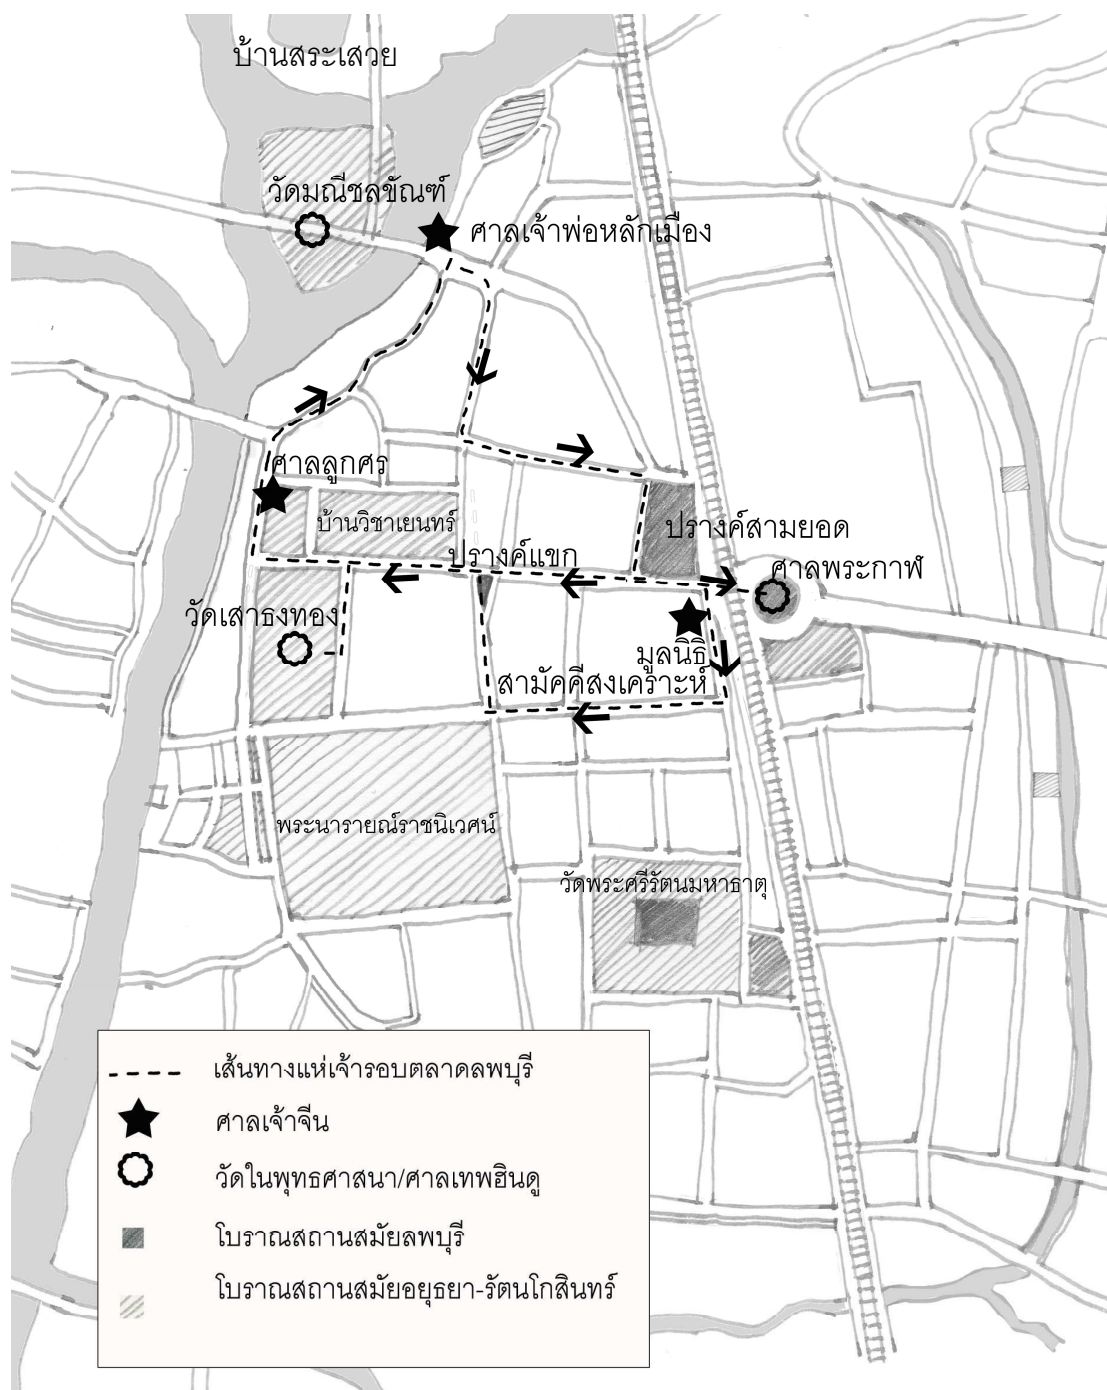 บ้านสระเสวย
วัดมณีชลขัณฑ์
ศาลเจ้าพ่อหลักเมือง
ศาลลูกศร
บ้านวิชาเยนทร์
ปรางค์สามยอด
ปรางค์แขก
ศาลพระกาฬ
วัดเสาธงทอง
มูลนิธิ
สามัคคีสงเคราะห์
พระนารายณ์ราชนิเวศน์
วัดพระศรีรัตนมหาธาตุ
เส้นทางแห่เจ้ารอบตลาดลพบุรี
ศาลเจ้าจีน
วัดในพุทธศาสนา/ศาลเทพฮินดู
โบราณสถานสมัยลพบุรี
โบราณสถานสมัยอยุธยา-รัตนโกสินทร์